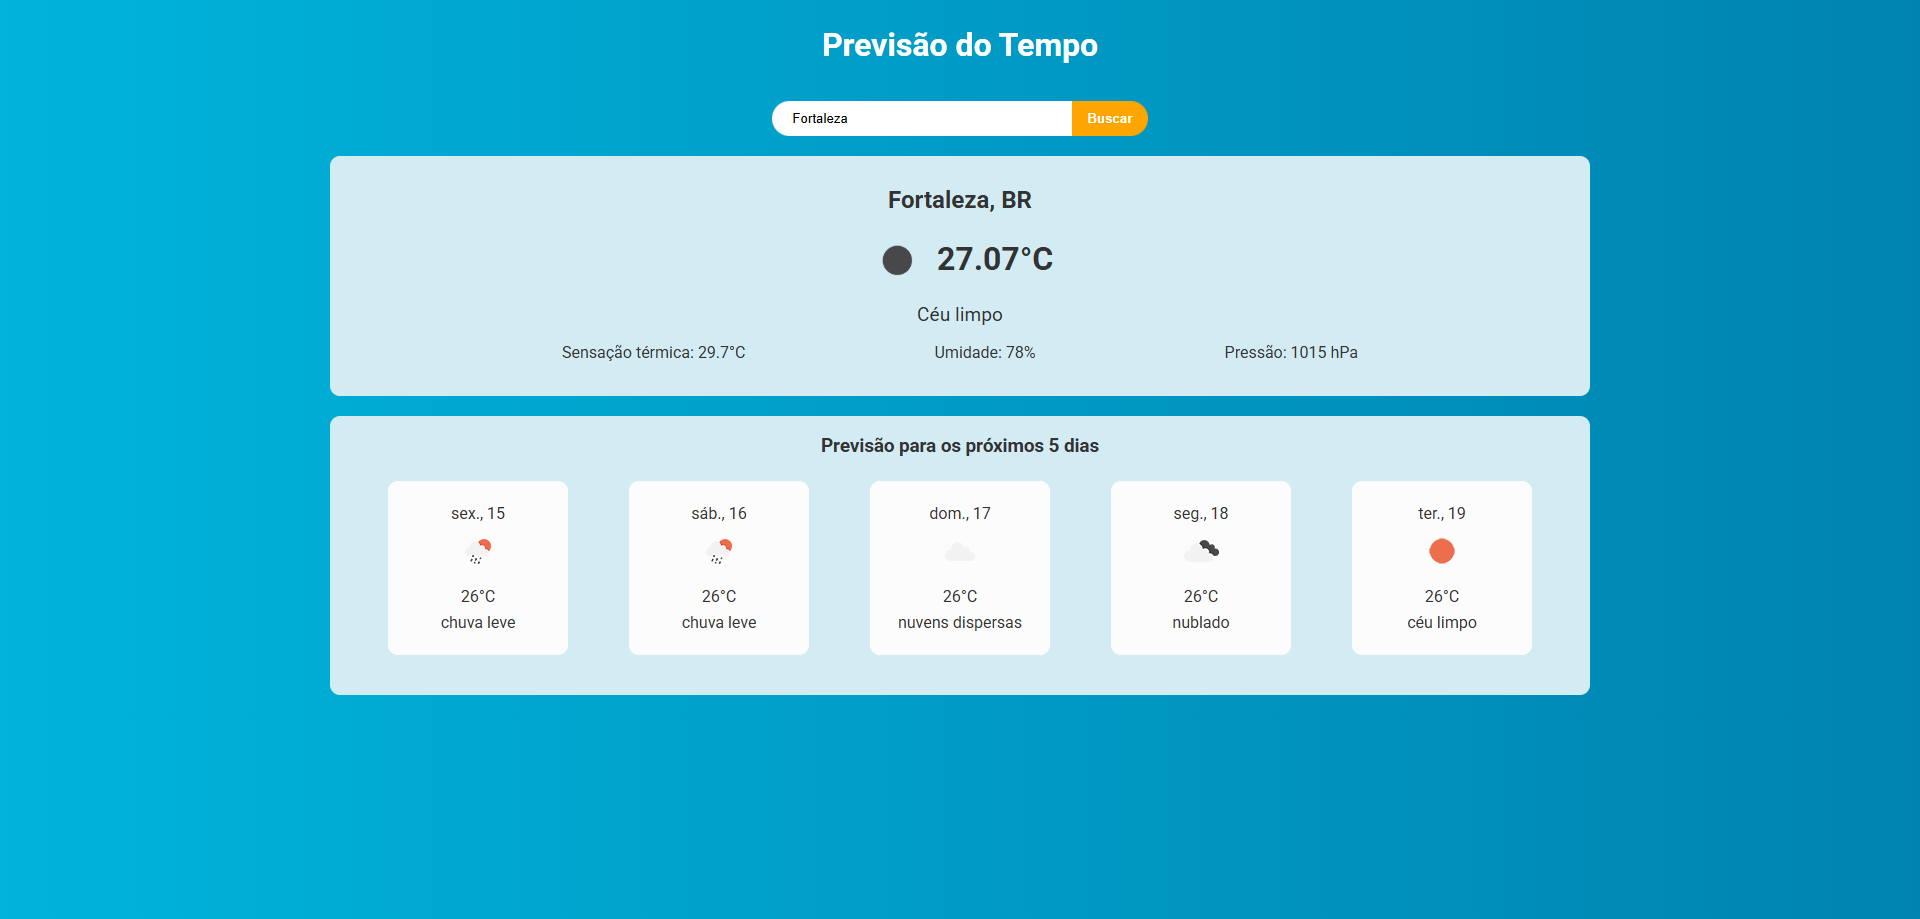 Previsão do Tempo
Fortaleza
Buscar
Fortaleza, BR
27.07°C
Céu limpo
Sensação térmica: 29.7°C
Umidade: 78%
Pressão: 1015 hPa
Previsão para os próximos 5 dias
sex., 15
26°C
chuva leve
sáb., 16
26°C
chuva leve
dom., 17
26°C
nuvens dispersas
seg., 18
26°C
nublado
ter., 19
26°C
céu limpo